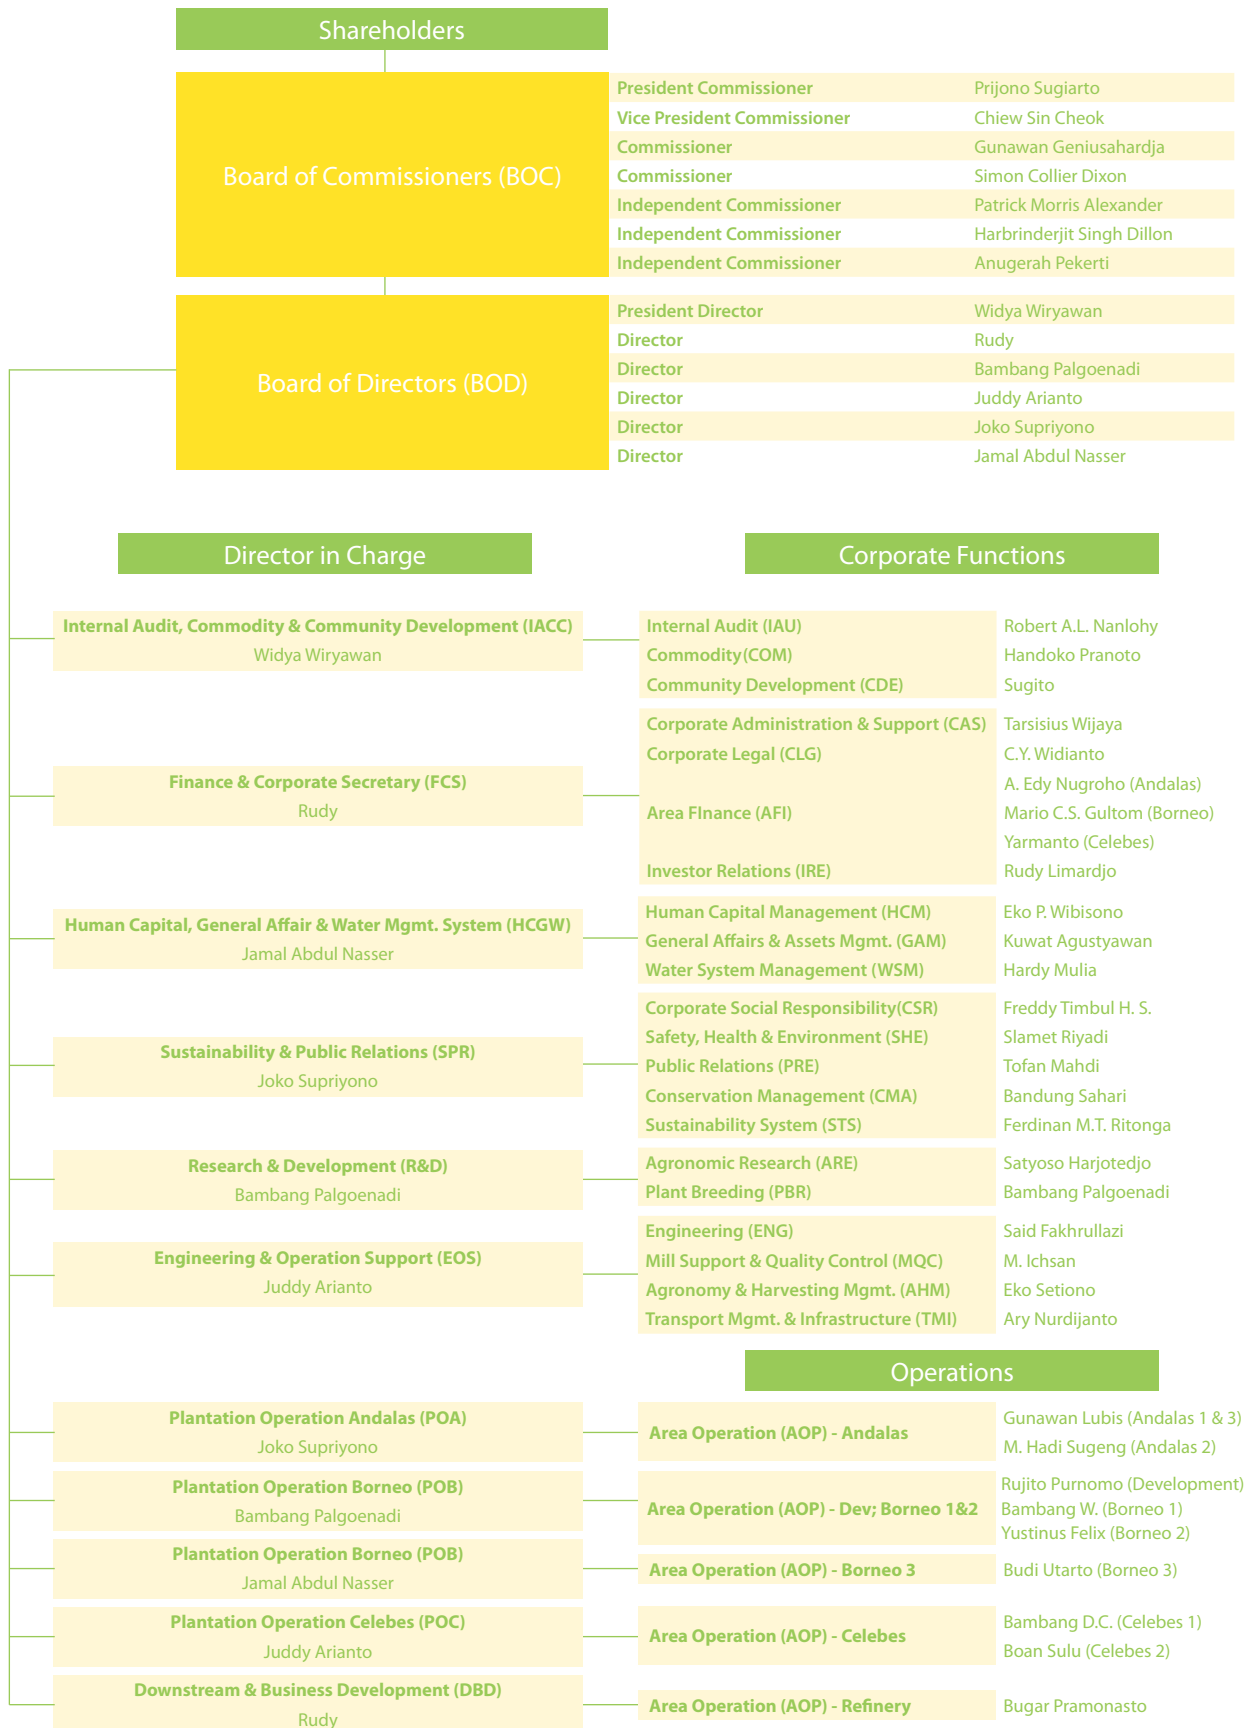 Shareholders
Board of Commissioners (BOC)
President Commissioner Prijono Sugiarto
Vice President Commissioner Chiew Sin Cheok
Commissioner Gunawan Geniusahardja
Commissioner Simon Collier Dixon
Independent Commissioner Patrick Morris Alexander
Independent Commissioner Harbrinderjit Singh Dillon
Independent Commissioner Anugerah Pekerti
Board of Directors (BOD)
President Director Widya Wiryawan
Director Rudy
Director Bambang Palgoenadi
Director Juddy Arianto
Director Joko Supriyono
Director Jamal Abdul Nasser
Director in Charge
Corporate Functions
Internal Audit, Commodity & Community Development (IACC)
Widya Wiryawan
Internal Audit (IAU) Robert A.L. Nanlohy
Commodity(COM) Handoko Pranoto
Community Development (CDE) Sugito
Finance & Corporate Secretary (FCS)
Rudy
Corporate Administration & Support (CAS) Tarsisius Wijaya
Corporate Legal (CLG) C.Y. Widianto
A. Edy Nugroho (Andalas)
Area FInance (AFI) Mario C.S. Gultom (Borneo)
Yarmanto (Celebes)
Investor Relations (IRE) Rudy Limardjo
Human Capital, General Affair & Water Mgmt. System (HCGW)
Jamal Abdul Nasser
Human Capital Management (HCM) Eko P. Wibisono
General Affairs & Assets Mgmt. (GAM) Kuwat Agustyawan
Water System Management (WSM) Hardy Mulia
Sustainability & Public Relations (SPR)
Joko Supriyono
Corporate Social Responsibility(CSR) Freddy Timbul H. S.
Safety, Health & Environment (SHE) Slamet Riyadi
Public Relations (PRE) Tofan Mahdi
Conservation Management (CMA) Bandung Sahari
Sustainability System (STS) Ferdinan M.T. Ritonga
Research & Development (R&D)
Bambang Palgoenadi
Agronomic Research (ARE) Satyoso Harjotedjo
Plant Breeding (PBR) Bambang Palgoenadi
Engineering & Operation Support (EOS)
Juddy Arianto
Engineering (ENG) Said Fakhrullazi
Mill Support & Quality Control (MQC) M. Ichsan
Agronomy & Harvesting Mgmt. (AHM) Eko Setiono
Transport Mgmt. & Infrastructure (TMI) Ary Nurdijanto
Operations
Plantation Operation Andalas (POA)
Joko Supriyono
Area Operation (AOP) - Andalas
Gunawan Lubis (Andalas 1 & 3)
M. Hadi Sugeng (Andalas 2)
Plantation Operation Borneo (POB)
Bambang Palgoenadi
Area Operation (AOP) - Dev; Borneo 1&2
Rujito Purnomo (Development)
Bambang W. (Borneo 1)
Yustinus Felix (Borneo 2)
Plantation Operation Borneo (POB)
Jamal Abdul Nasser
Area Operation (AOP) - Borneo 3 Budi Utarto (Borneo 3)
Plantation Operation Celebes (POC)
Juddy Arianto
Area Operation (AOP) - Celebes
Bambang D.C. (Celebes 1)
Boan Sulu (Celebes 2)
Downstream & Business Development (DBD)
Rudy
Area Operation (AOP) - Refinery Bugar Pramonasto